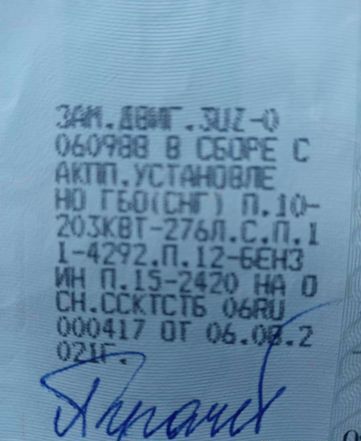 ЗАМ.ДВИГ.3UZ-0
060988 В СБОРЕ С
АКПП.УСТАНОВЛЕ
НО ГБО(СНГ) П.10-
203КВТ-276Л.С.П.1
1-4292.П.12-БЕНЗ
ИН П.15-2420 НА О
СН.ССКТСТБ 06RU
000417 ОТ 06.08.2
021Г.